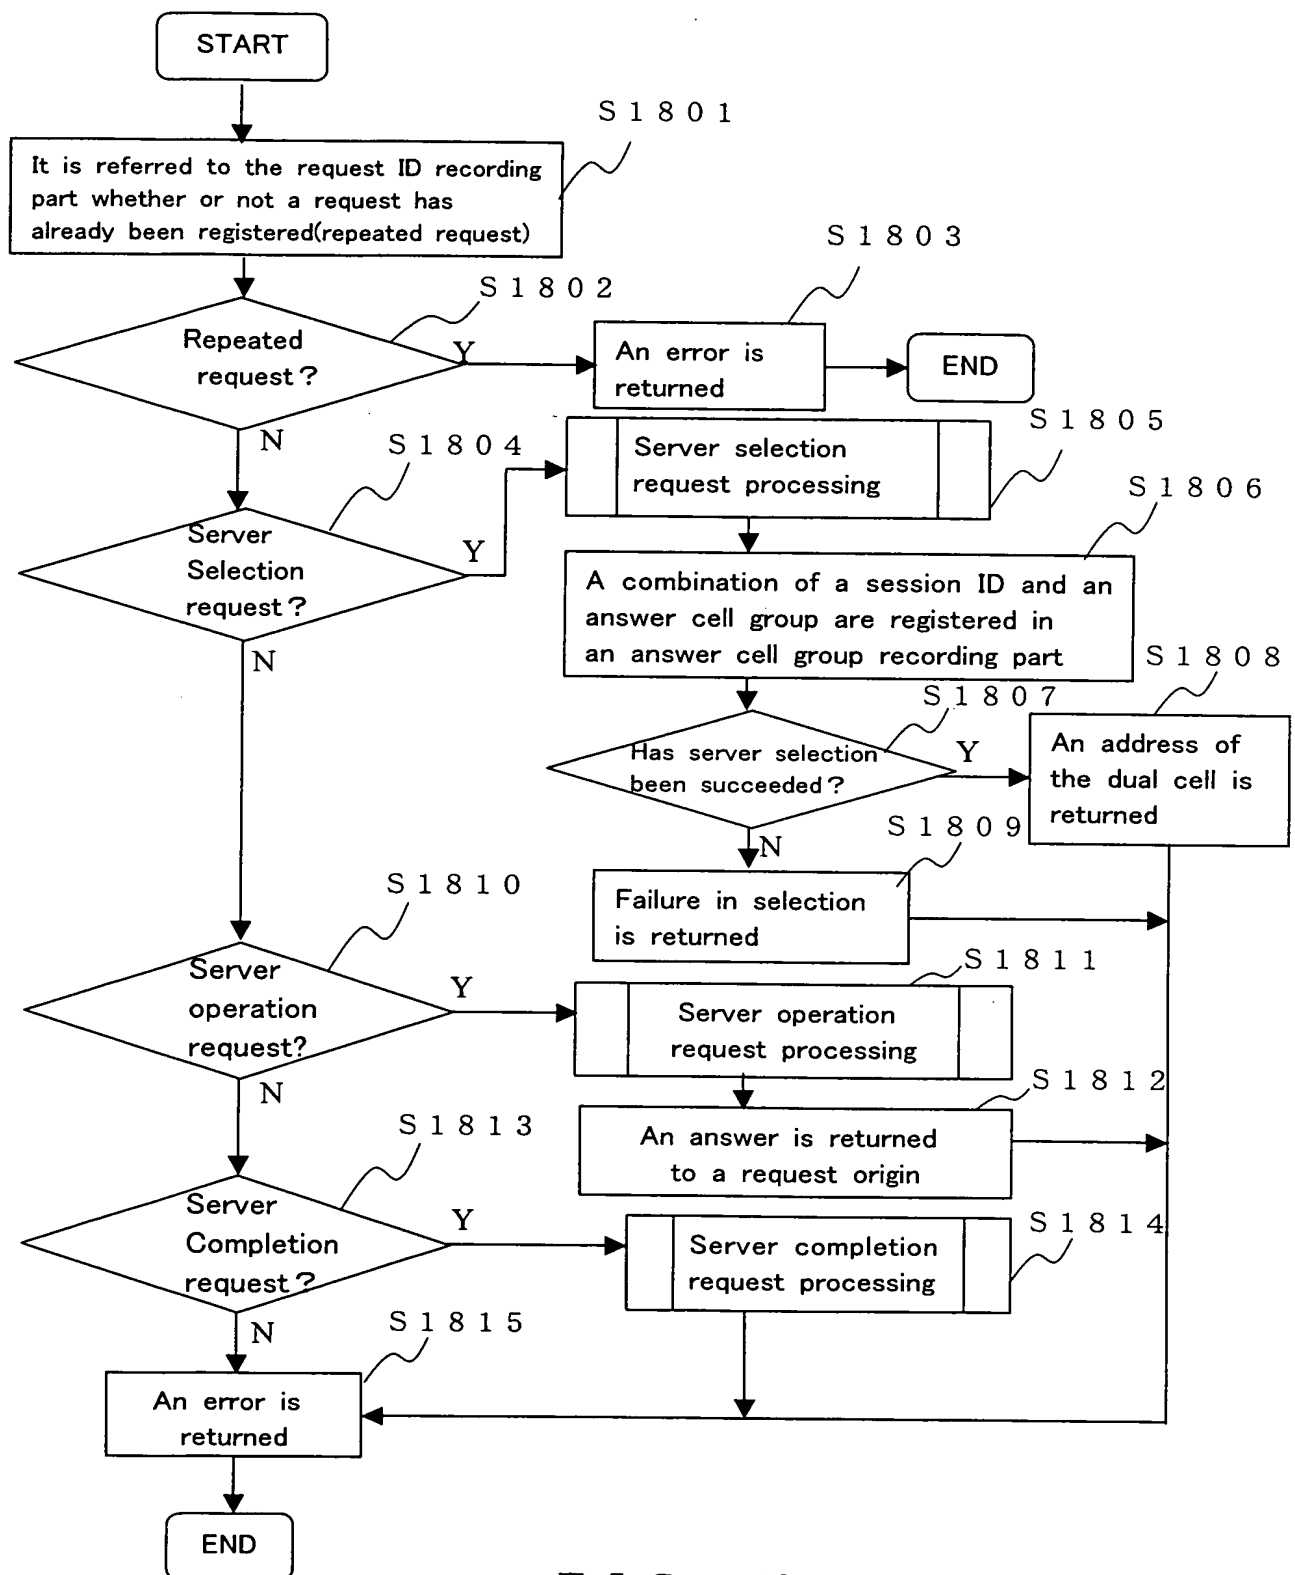 START
S1801
It is referred to the request ID recording
part whether or not a request has
already been registered(repeated request)
S1803
S1802
Repeated
request?
Y
An error is
returned
END
N
S1804
S1805
Server selection
request processing
S1806
Server
Selection
request?
Y
A combination of a session ID and an
answer cell group are registered in
an answer cell group recording part
N
S1808
S1807
Has server selection
been succeeded?
Y
An address of
the dual cell is
returned
N
S1809
Failure in selection
is returned
S1810
S1811
Server
operation
request?
Y
Server operation
request processing
N
S1812
An answer is returned
to a request origin
S1813
Server
Completion
request?
Y
S1814
Server completion
request processing
N
S1815
An error is
returned
END